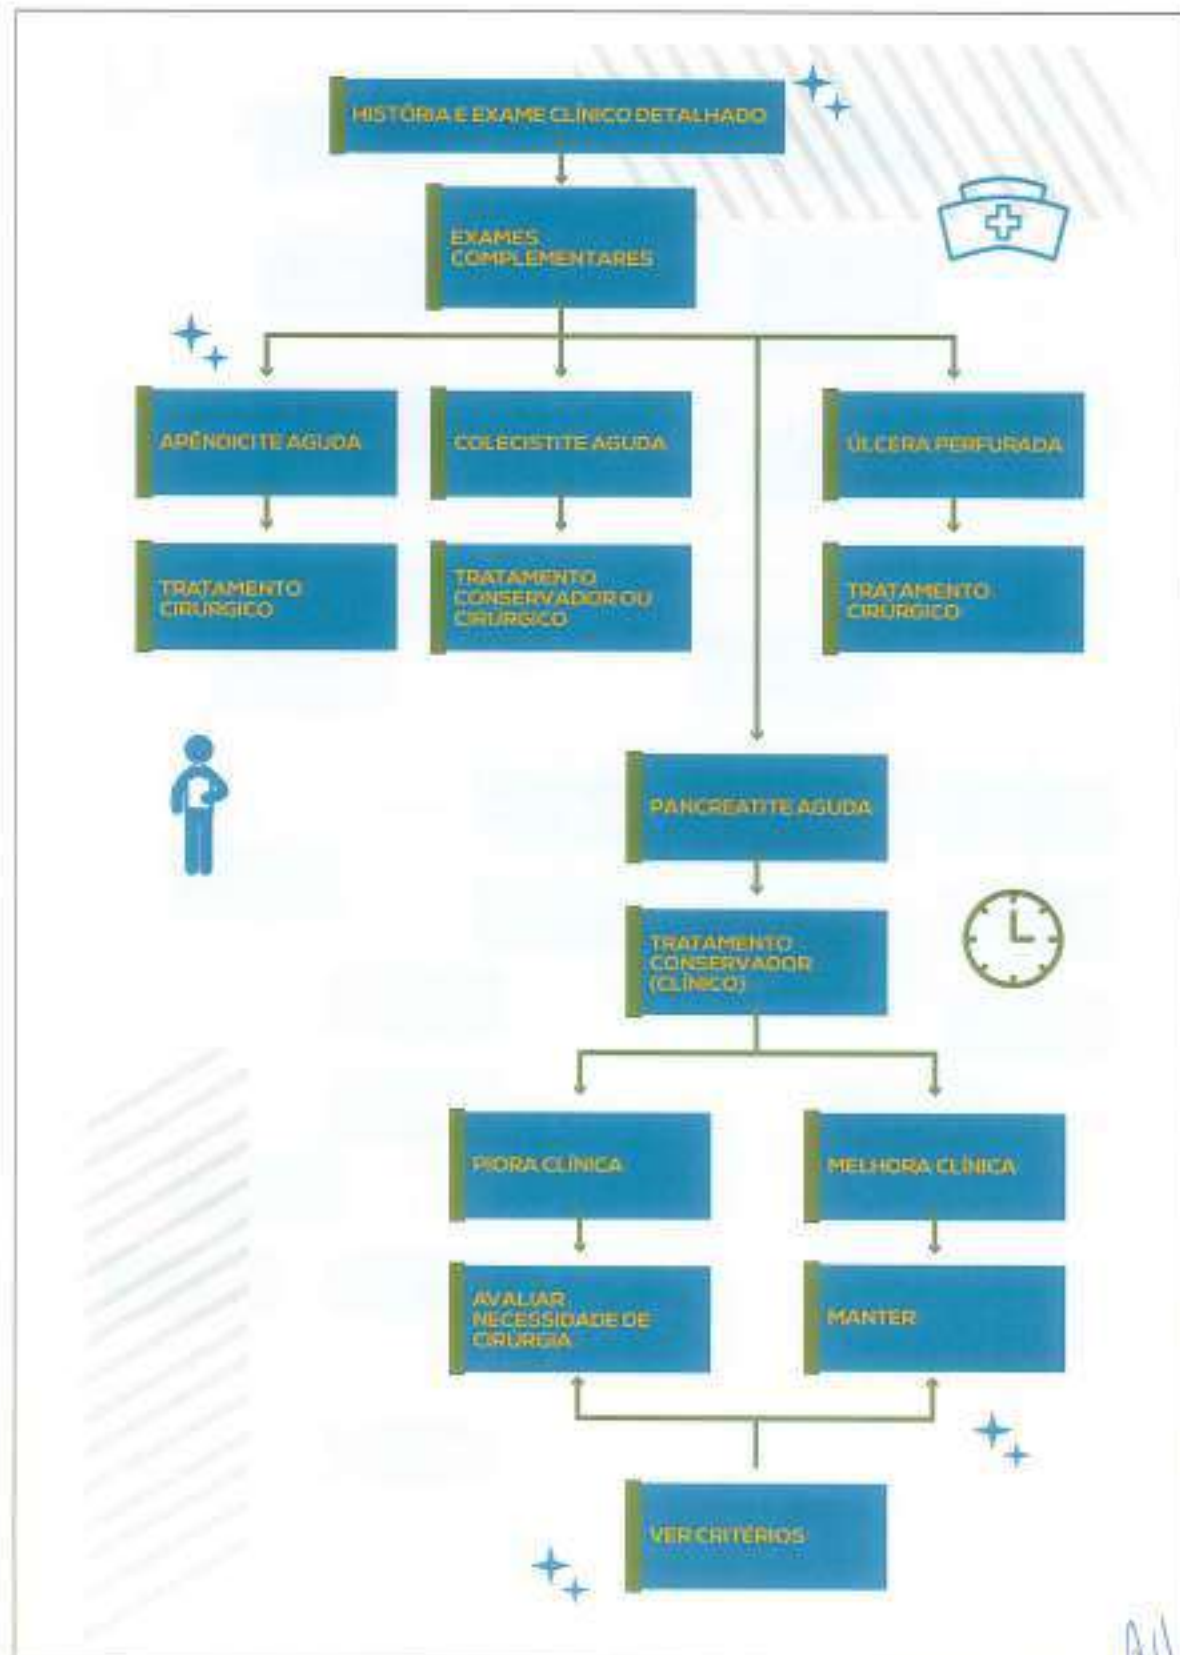 HISTÓRIA E EXAME CLÍNICO DETALHADO
EXAMES
COMPLEMENTARES
APÊNDICITE AGUDA
COLECISTITE AGUDA
ÚLCERA PERFURADA
TRATAMENTO
CIRÚRGICO
TRATAMENTO
CONSERVADOR OU
CIRÚRGICO
TRATAMENTO
CIRÚRGICO
PANCREATITE AGUDA
TRATAMENTO
CONSERVADOR
(CLÍNICO)
PIORA CLÍNICA
MELHORA CLÍNICA
AVALIAR
NECESSIDADE DE
CIRÚRGIA
MANTER
VER CRITÉRIOS